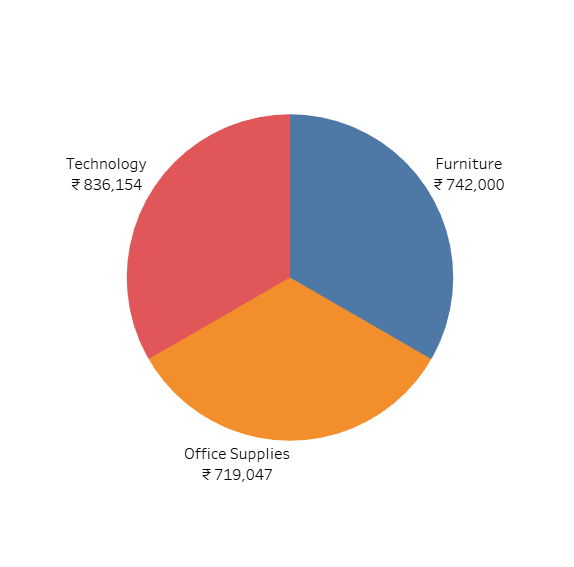 Technology
₹ 836,154
Furniture
₹ 742,000
Office Supplies
₹ 719,047